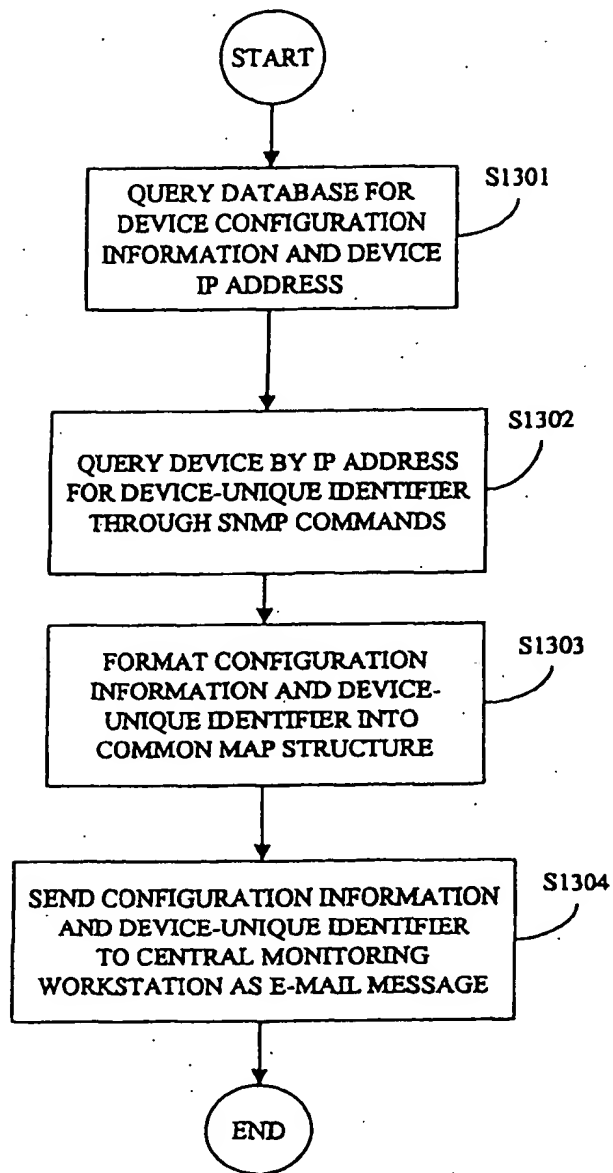 START
S1301
QUERY DATABASE FOR
DEVICE CONFIGURATION
INFORMATION AND DEVICE
IP ADDRESS
S1302
QUERY DEVICE BY IP ADDRESS
FOR DEVICE-UNIQUE IDENTIFIER
THROUGH SNMP COMMANDS
S1303
FORMAT CONFIGURATION
INFORMATION AND DEVICE-
UNIQUE IDENTIFIER INTO
COMMON MAP STRUCTURE
S1304
SEND CONFIGURATION INFORMATION
AND DEVICE-UNIQUE IDENTIFIER
TO CENTRAL MONITORING
WORKSTATION AS E-MAIL MESSAGE
END